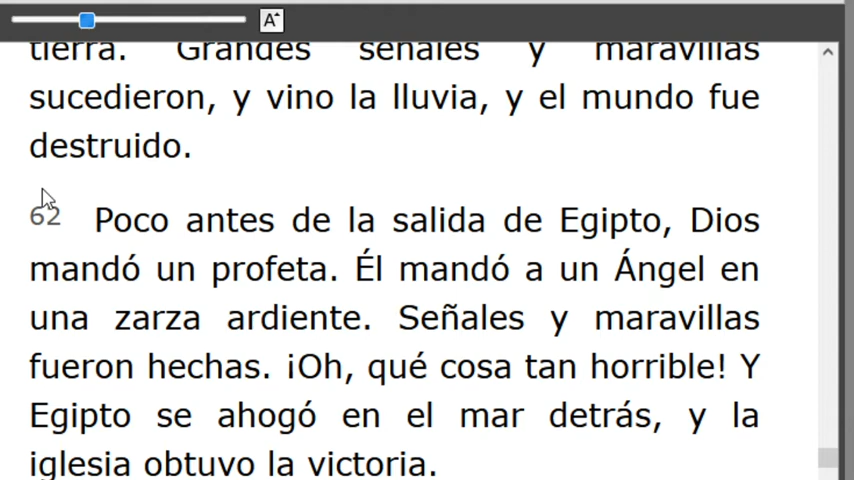 A
tierra. Grandes señales y maravillas
sucedieron, y vino la lluvia, y el mundo fue
destruido.
62 Poco antes de la salida de Egipto, Dios
mandó un profeta. Él mandó a un Ángel en
una zarza ardiente. Señales y maravillas
fueron hechas. ¡Oh, qué cosa tan horrible! Y
Egipto se ahogó en el mar detrás, y la
iglesia obtuvo la victoria.